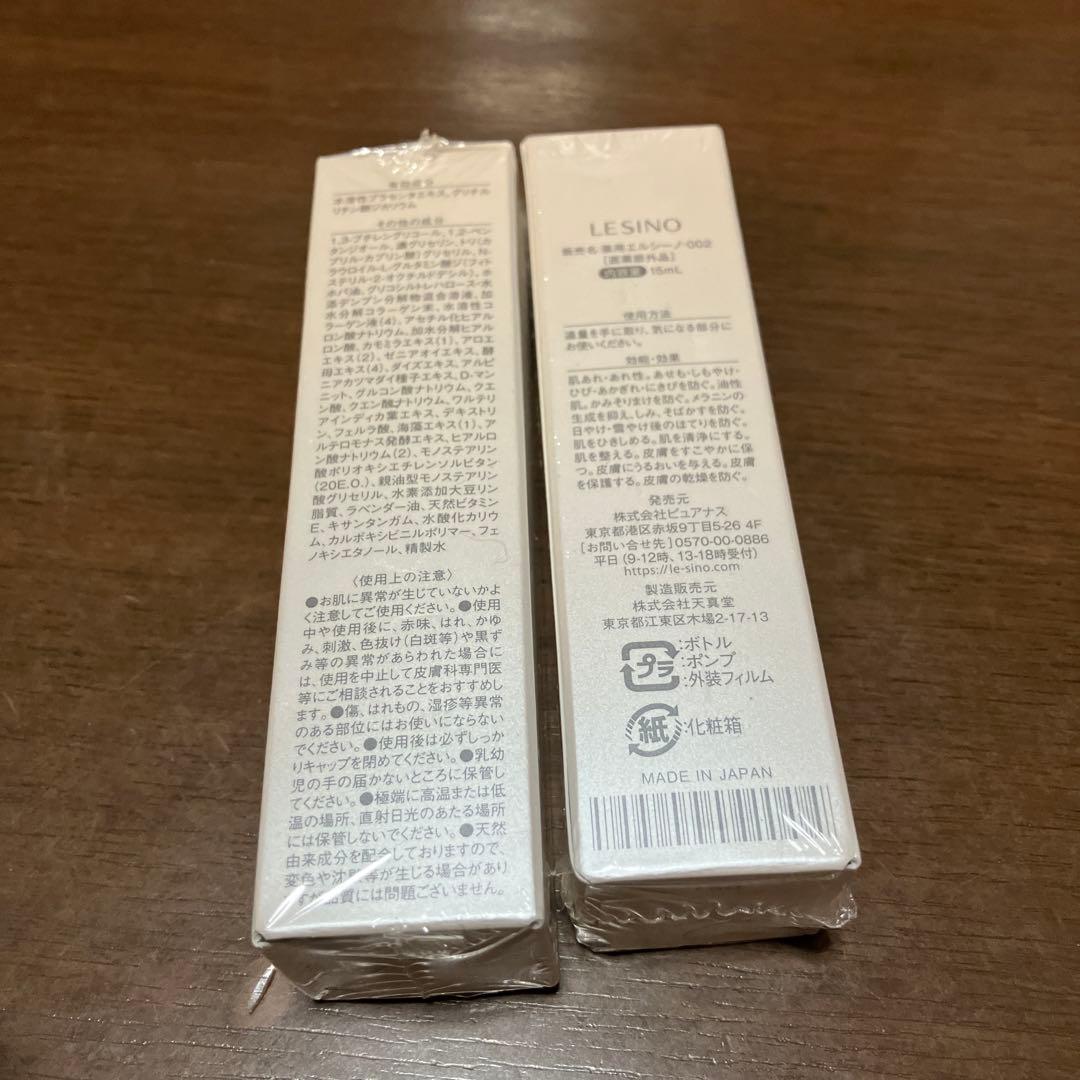 有効成分
水溶性プラセンタエキス、グリチル
リチン酸ジカリウム
その他の成分
1,3-ブチレングリコール、1,2-ペン
タンジオール、濃グリセリン、トリ(カ
プリル・カプリン酸)グリセリル、N-
ラウロイル-L-グルタミン酸ジ(フィト
ステリル・2-オクチルドデシル)、ホ
ホバ油、グリコシルトレハロース・水
添デンプン分解物混合溶液、加
水分解コラーゲン末、水溶性コ
ラーゲン液(4)、アセチル化ヒアル
ロン酸ナトリウム、加水分解ヒアル
ロン酸、カモミラエキス(1)、アロエ
エキス(2)、ゼニアオイエキス、酵
母エキス(4)、ダイズエキス、アルピ
ニアカツマダイ種子エキス、D-マン
ニット、グルコン酸ナトリウム、クエ
ン酸、クエン酸ナトリウム、ワルテリ
アインディカ葉エキス、デキストリ
ン、フェルラ酸、海藻エキス(1)、ア
ルテロモナス発酵エキス、ヒアルロ
ン酸ナトリウム(2)、モノステアリン
酸ポリオキシエチレンソルビタン
(20E.O.)、親油型モノステアリン
酸グリセリル、水素添加大豆リン
脂質、ラベンダー油、天然ビタミン
E、キサンタンガム、水酸化カリウ
ム、カルボキシビニルポリマー、フェ
ノキシエタノール、精製水
〈使用上の注意〉
●お肌に異常が生じていないかよ
く注意してご使用ください。●使用
中や使用後に、赤味、はれ、かゆ
み、刺激、色抜け(白斑等)や黒ず
み等の異常があらわれた場合に
は、使用を中止して皮膚科専門医
等にご相談されることをおすすめし
ます。●傷、はれもの、湿疹等異常
のある部位にはお使いにならない
でください。●使用後は必ずしっか
りキャップを閉めてください。●乳幼
児の手の届かないところに保管し
てください。●極端に高温または低
温の場所、直射日光のあたる場所
には保管しないでください。●天然
由来成分を配合しておりますので、
変色や沈殿等が生じる場合があり
すが品質には問題ございません。
LE SINO
販売名:薬用エルシーノ002
[医薬部外品]
内容量 15mL
使用方法
適量を手に取り、気になる部分に
お使いください。
効能・効果
肌あれ・あれ性。あせも・しもやけ・
ひび・あかぎれ・にきびを防ぐ。油性
肌。かみそりまけを防ぐ。メラニンの
生成を抑え、しみ、そばかすを防ぐ。
日やけ・雪やけ後のほてりを防ぐ。
肌をひきしめる。肌を清浄にする。
肌を整える。皮膚をすこやかに保
つ。皮膚にうるおいを与える。皮膚
を保護する。皮膚の乾燥を防ぐ。
発売元
株式会社ピュアナス
東京都港区赤坂9丁目5-26 4F
[お問い合せ先]0570-00-0886
平日(9-12時、13-18時受付)
https://le-sino.com
製造販売元
株式会社天真堂
東京都江東区木場2-17-13
プラ
:ボトル
:ポンプ
:外装フィルム
紙
:化粧箱
MADE IN JAPAN